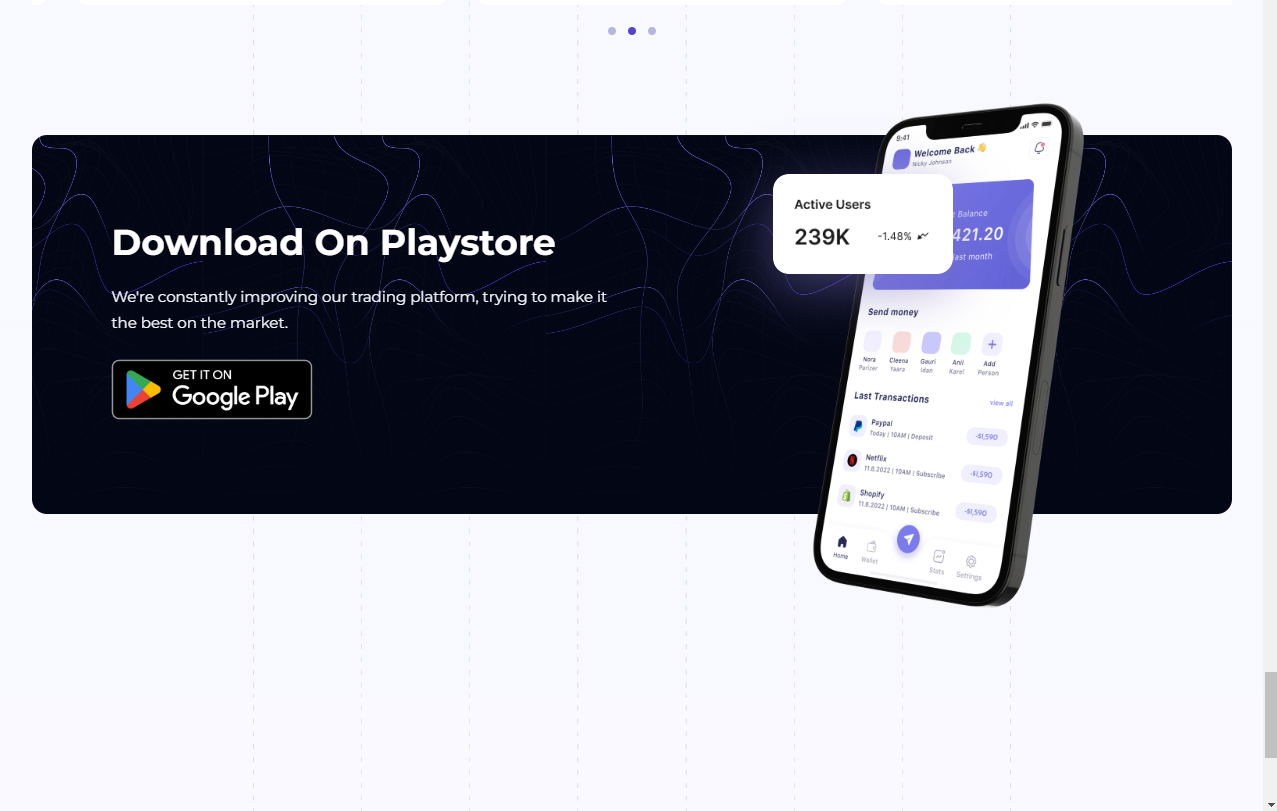 Download On Playstore
We're constantly improving our trading platform, trying to make it
the best on the market.
GET IT ON
Google Play
9:41
Welcome Back 👋
Nicky Johnson
Active Users
239K
-1.48%
Balance
421.20
last month
Send money
Nora
Parizer
Cleena
Yaara
Gauri
Idan
Anil
Karel
Add
Person
Last Transactions
view all
Paypal
Today | 10AM | Deposit
-$1,590
Netflix
11.8.2022 | 10AM | Subscribe
-$1,590
Shopify
11.8.2022 | 10AM | Subscribe
-$1,590
Home
Wallet
Stats
Settings